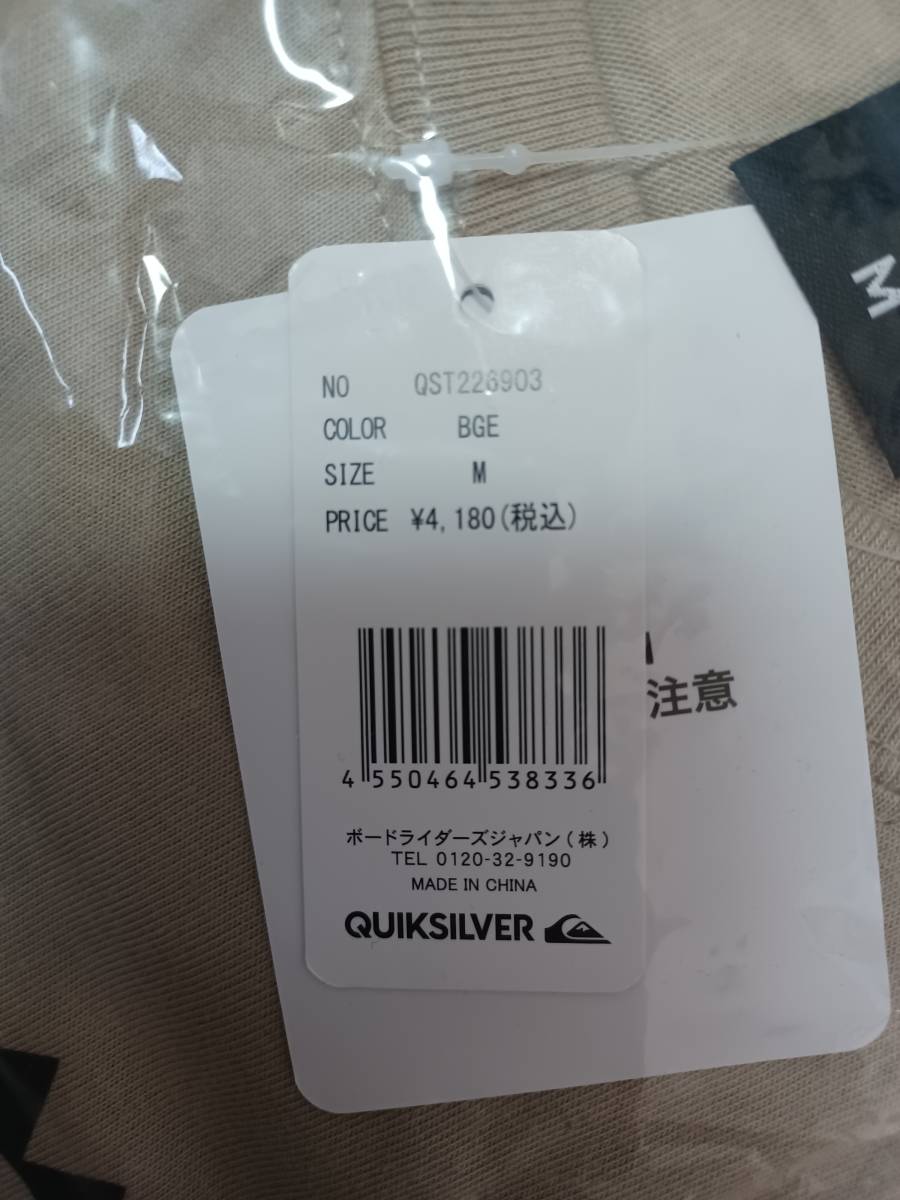 NO QST226903
COLOR BGE
SIZE M
PRICE ¥4,180(税込)
4 550464 538336
ボードライダーズジャパン(株)
TEL 0120-32-9190
MADE IN CHINA
QUIKSILVER
注意
M